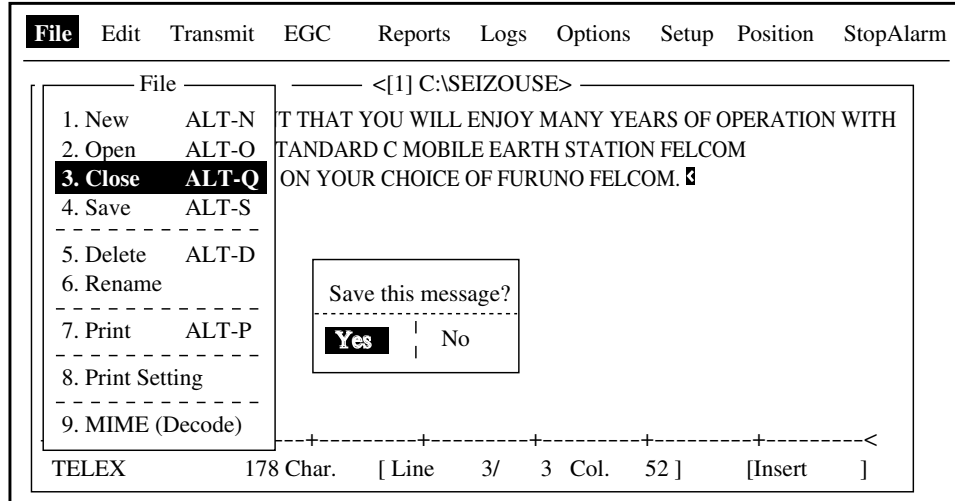 File Edit Transmit EGC Reports Logs Options Setup Position StopAlarm
File
<[1] C:\SEIZOUSE>
1. New ALT-N
2. Open ALT-O
3. Close ALT-Q
4. Save ALT-S
5. Delete ALT-D
6. Rename
7. Print ALT-P
8. Print Setting
9. MIME (Decode)
'T THAT YOU WILL ENJOY MANY YEARS OF OPERATION WITH
TANDARD C MOBILE EARTH STATION FELCOM
ON YOUR CHOICE OF FURUNO FELCOM.
Save this message?
Yes No
TELEX 178 Char. [ Line 3/ 3 Col. 52 ] [Insert ]